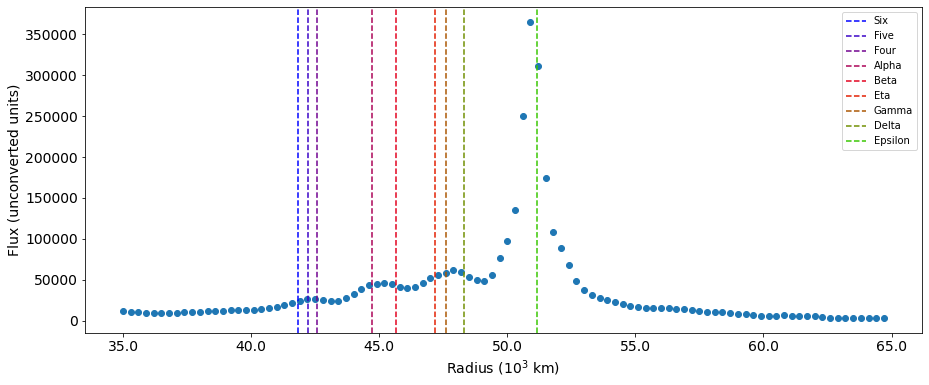 350000
300000
250000
200000
150000
100000
50000
0
Flux (unconverted units)
35.0 40.0 45.0 50.0 55.0 60.0 65.0
Radius (10³ km)
Six
Five
Four
Alpha
Beta
Eta
Gamma
Delta
Epsilon